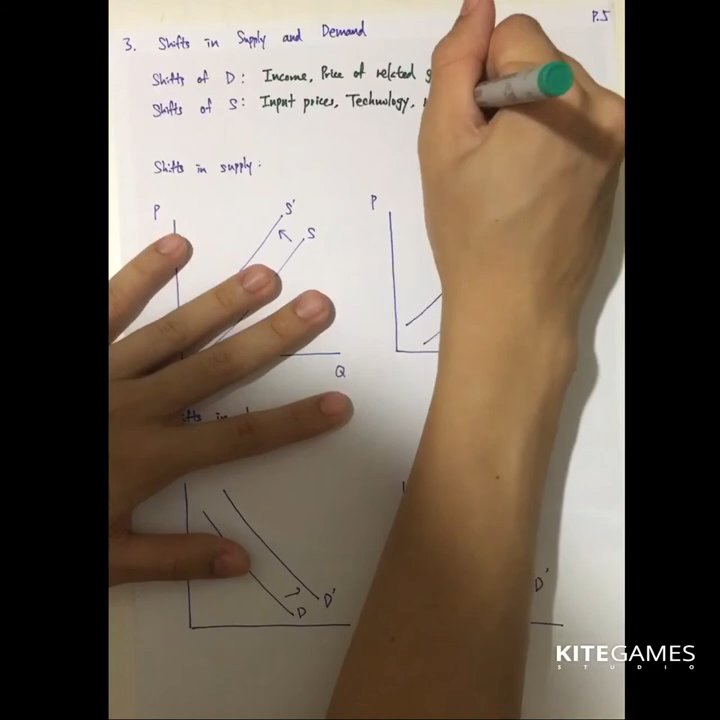 P.5
3. Shifts in Supply and Demand
Shifts of D: Income, Price of related
Shifts of S: Input prices, Technology,
Shifts in supply:
P
S'
S
Q
P
in
D
D'
D'
KITEGAMES
STUDIO